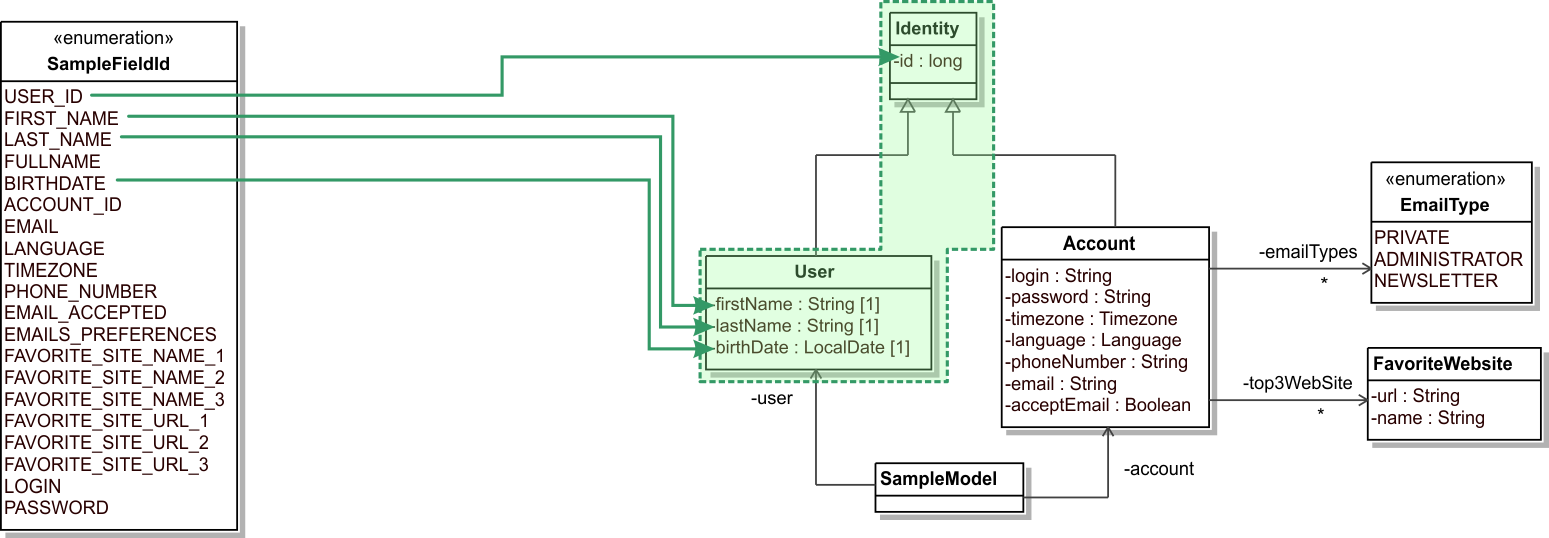 «enumeration»
SampleFieldId
USER_ID
FIRST_NAME
LAST_NAME
FULLNAME
BIRTHDATE
ACCOUNT_ID
EMAIL
LANGUAGE
TIMEZONE
PHONE_NUMBER
EMAIL_ACCEPTED
EMAILS_PREFERENCES
FAVORITE_SITE_NAME_1
FAVORITE_SITE_NAME_2
FAVORITE_SITE_NAME_3
FAVORITE_SITE_URL_1
FAVORITE_SITE_URL_2
FAVORITE_SITE_URL_3
LOGIN
PASSWORD
Identity
-id : long
User
-firstName : String [1]
-lastName : String [1]
-birthDate : LocalDate [1]
-user
SampleModel
-account
Account
-login : String
-password : String
-timezone : Timezone
-language : Language
-phoneNumber : String
-email : String
-acceptEmail : Boolean
-emailTypes
*
-top3WebSite
*
«enumeration»
EmailType
PRIVATE
ADMINISTRATOR
NEWSLETTER
FavoriteWebsite
-url : String
-name : String